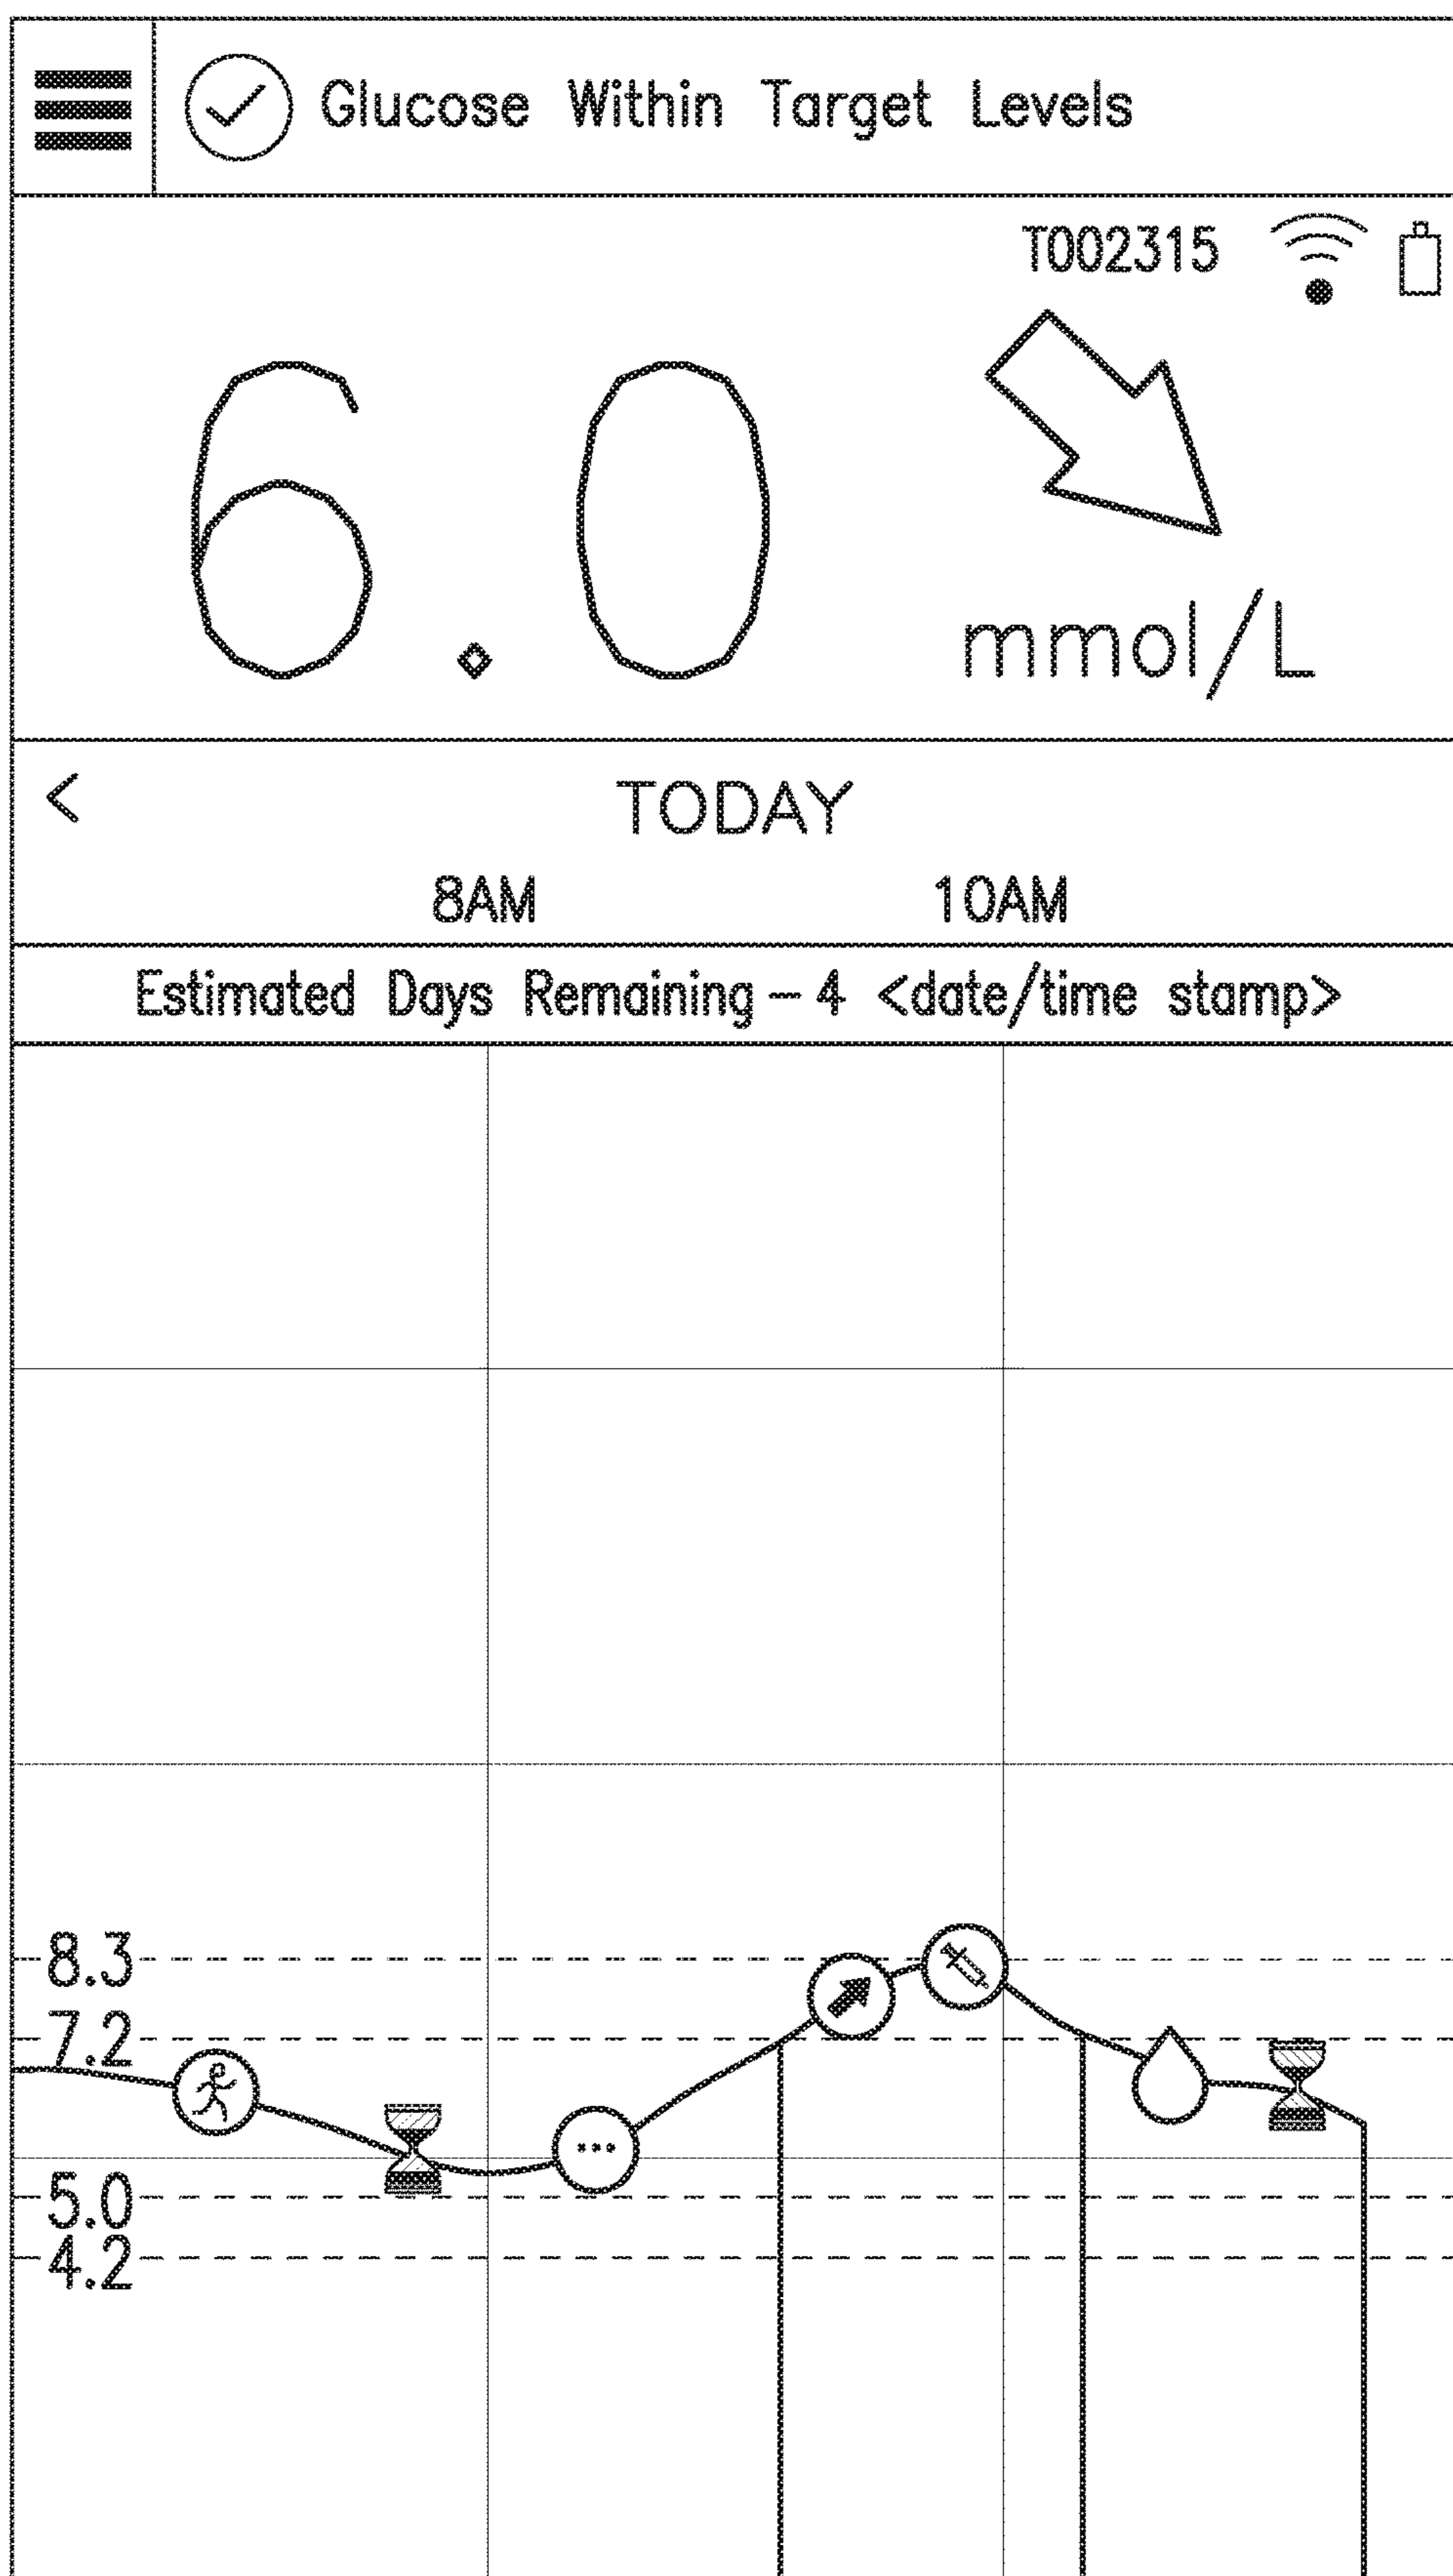 Glucose Within Target Levels
T002315
6.0
mmol/L
< TODAY
8AM 10AM
Estimated Days Remaining - 4 <date/time stamp>
8.3
7.2
5.0
4.2